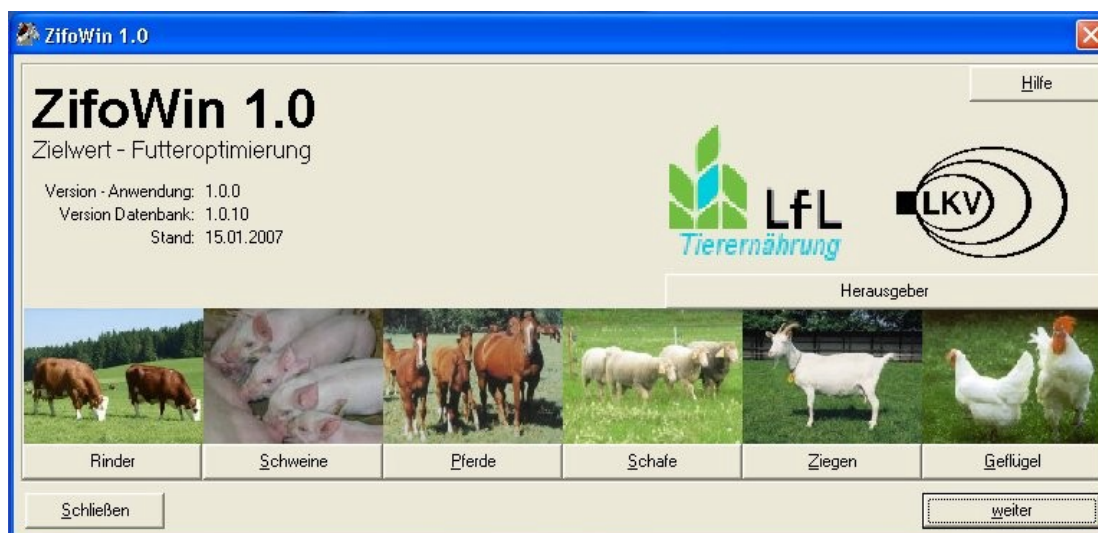 ZifoWin 1.0
Hilfe
ZifoWin 1.0
Zielwert - Futteroptimierung
Version - Anwendung: 1.0.0
Version Datenbank: 1.0.10
Stand: 15.01.2007
LfL
Tierernährung
LKV
Herausgeber
Rinder Schweine Pferde Schafe Ziegen Geflügel
Schließen weiter